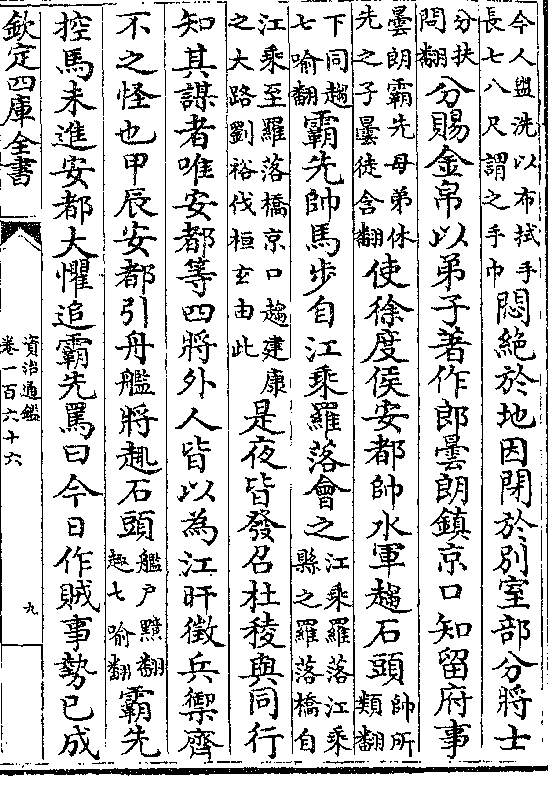 今人盥洗以布拭手長七八尺謂之手巾悶絶於地因閉於別室部分將士
分扶問翻分賜金帛以弟子著作郎曇朗鎮京口知留府事
曇朗霸先母弟休先之子曇徒含翻使徐度侯安都帥水軍趨石頭帥所類翻
下同趨七喻翻霸先帥馬步自江乘羅落會之江乘羅落江乘縣之羅落橋自
江乘至羅落橋京口趨建康之大路劉裕伐桓玄由此是夜皆發召杜稜與同行
知其謀者唯安都等四將外人皆以為江旰徵兵禦齊
不之怪也甲辰安都引舟艦將趣石頭艦户黯翻趣七喻翻霸先
控馬未進安都大懼追霸先罵曰今日作賊事勢已成
欽定四庫全書
資治通鑑
卷一百六十六
九